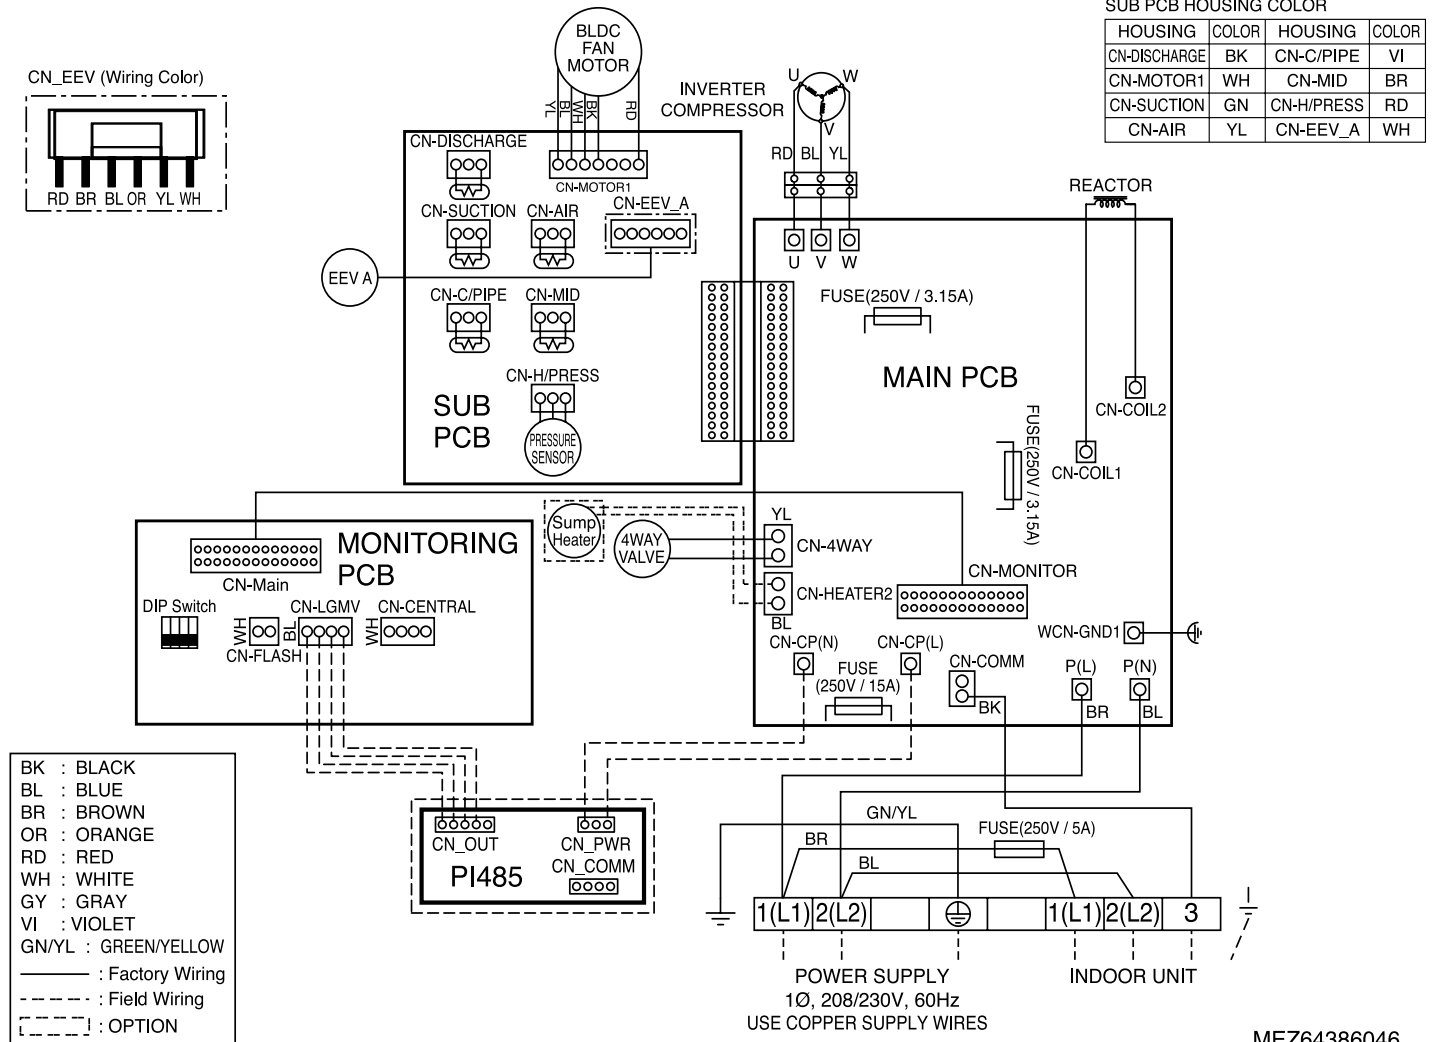 SUB PCB HOUSING COLOR
HOUSING COLOR HOUSING COLOR
CN-DISCHARGE BK CN-C/PIPE VI
CN-MOTOR1 WH CN-MID BR
CN-SUCTION GN CN-H/PRESS RD
CN-AIR YL CN-EEV_A WH
CN_EEV (Wiring Color)
RD BR BL OR YL WH
BLDC
FAN
MOTOR
YL BL WH BK RD
INVERTER
COMPRESSOR
U W
V
RD BL YL
U V W
REACTOR
CN-DISCHARGE
CN-MOTOR1
CN-SUCTION CN-AIR
CN-EEV_A
EEV A
CN-C/PIPE CN-MID
CN-H/PRESS
PRESSURE
SENSOR
SUB
PCB
FUSE(250V / 3.15A)
MAIN PCB
CN-COIL2
CN-COIL1
FUSE(250V / 3.15A)
Sump
Heater
4WAY
VALVE
YL
CN-4WAY
CN-HEATER2
BL
CN-MONITOR
WCN-GND1
CN-CP(N)
CN-CP(L)
FUSE
(250V / 15A)
CN-COMM
BK
P(L) P(N)
BR BL
MONITORING
PCB
CN-Main
DIP Switch
WH
CN-FLASH
BL
CN-LGMV
WH
CN-CENTRAL
CN_OUT
CN_PWR
CN_COMM
PI485
GN/YL
BR
BL
FUSE(250V / 5A)
1(L1) 2(L2) 1(L1) 2(L2) 3
POWER SUPPLY
1Ø, 208/230V, 60Hz
USE COPPER SUPPLY WIRES
INDOOR UNIT
BK : BLACK
BL : BLUE
BR : BROWN
OR : ORANGE
RD : RED
WH : WHITE
GY : GRAY
VI : VIOLET
GN/YL : GREEN/YELLOW
: Factory Wiring
: Field Wiring
: OPTION
MEZ64386046